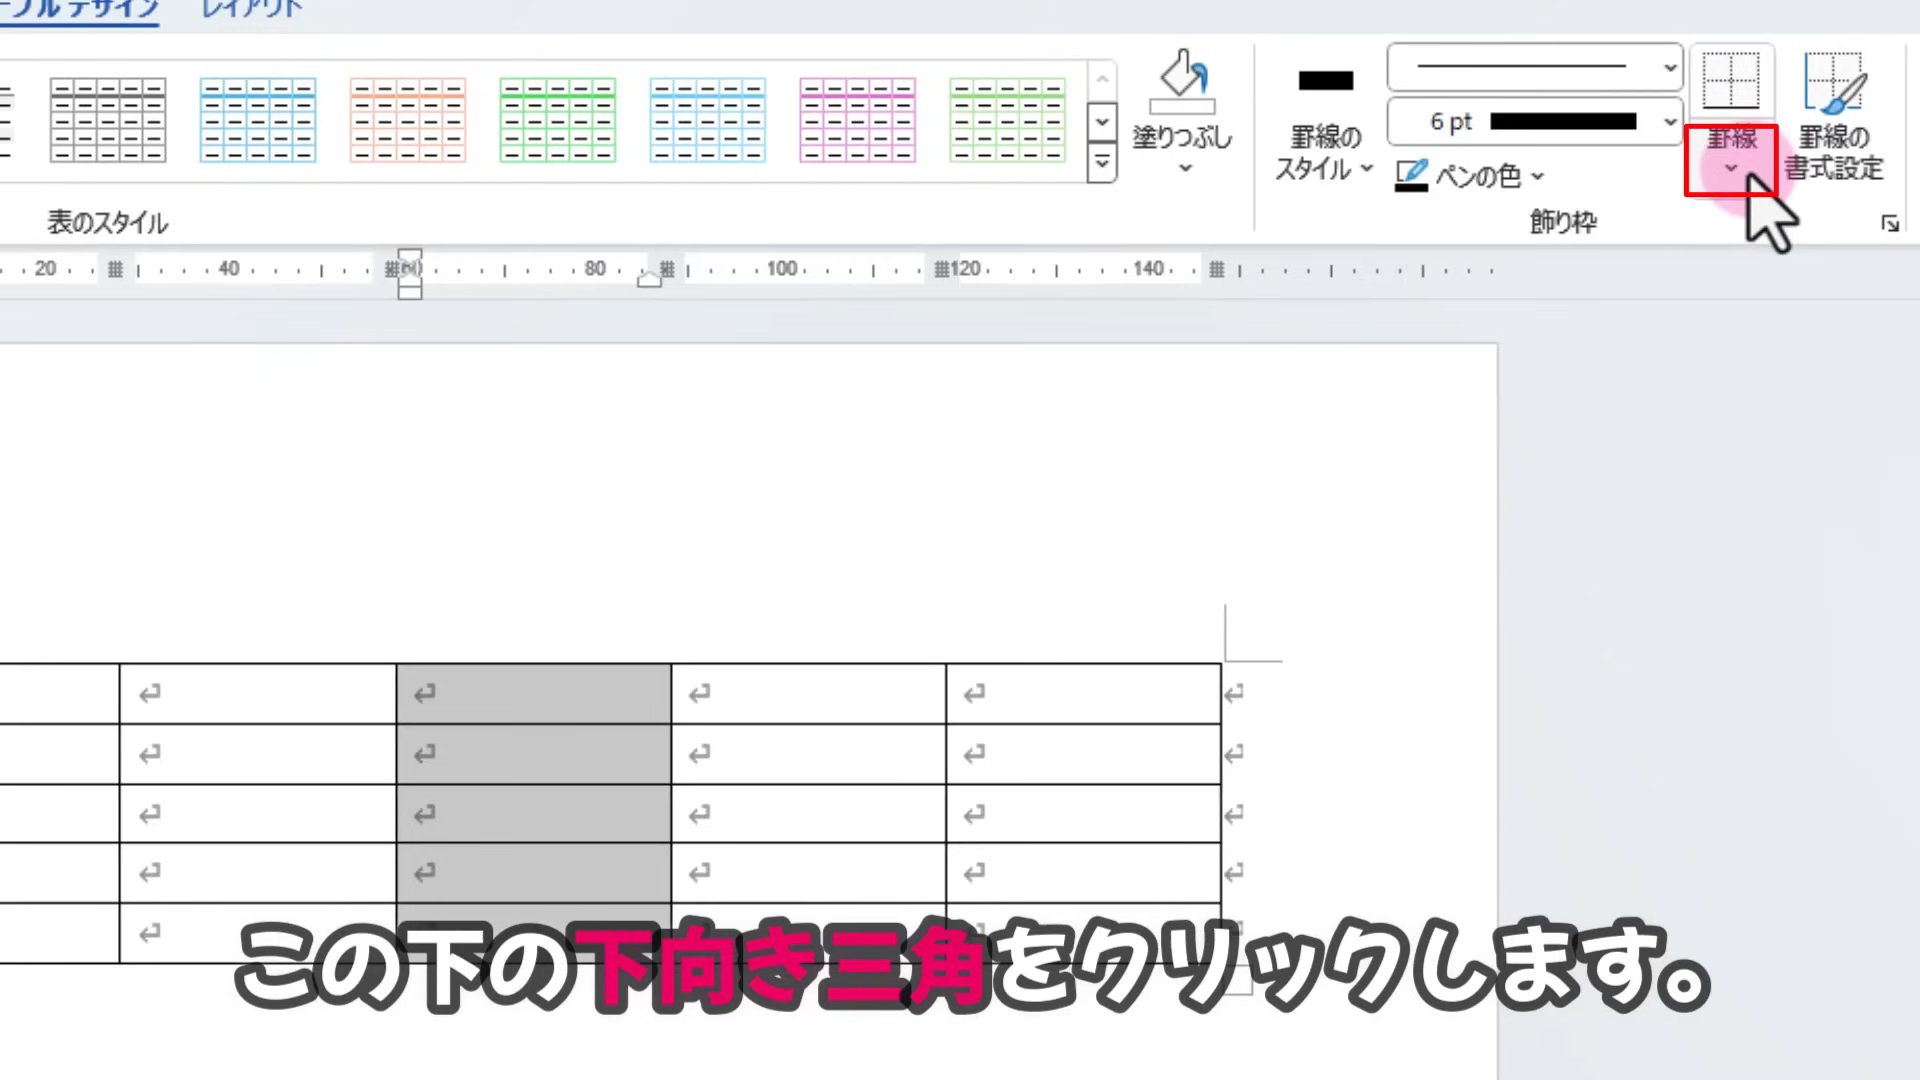 ーブル デザイン レイアウト
塗りつぶし
罫線の
スタイル
6 pt
ペンの色
罫線
罫線の
書式設定
表のスタイル
飾り枠
20 40 60 80 100 120 140
この下の下向き三角をクリックします。